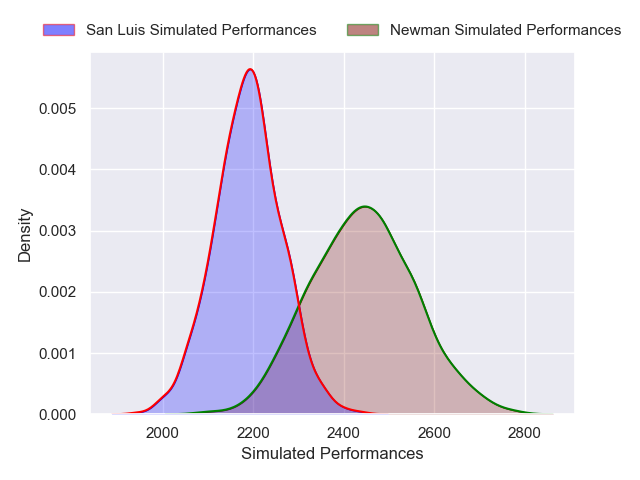 San Luis Simulated Performances
Newman Simulated Performances
Density
0.005
0.004
0.003
0.002
0.001
0.000
2000
2200
2400
2600
2800
Simulated Performances